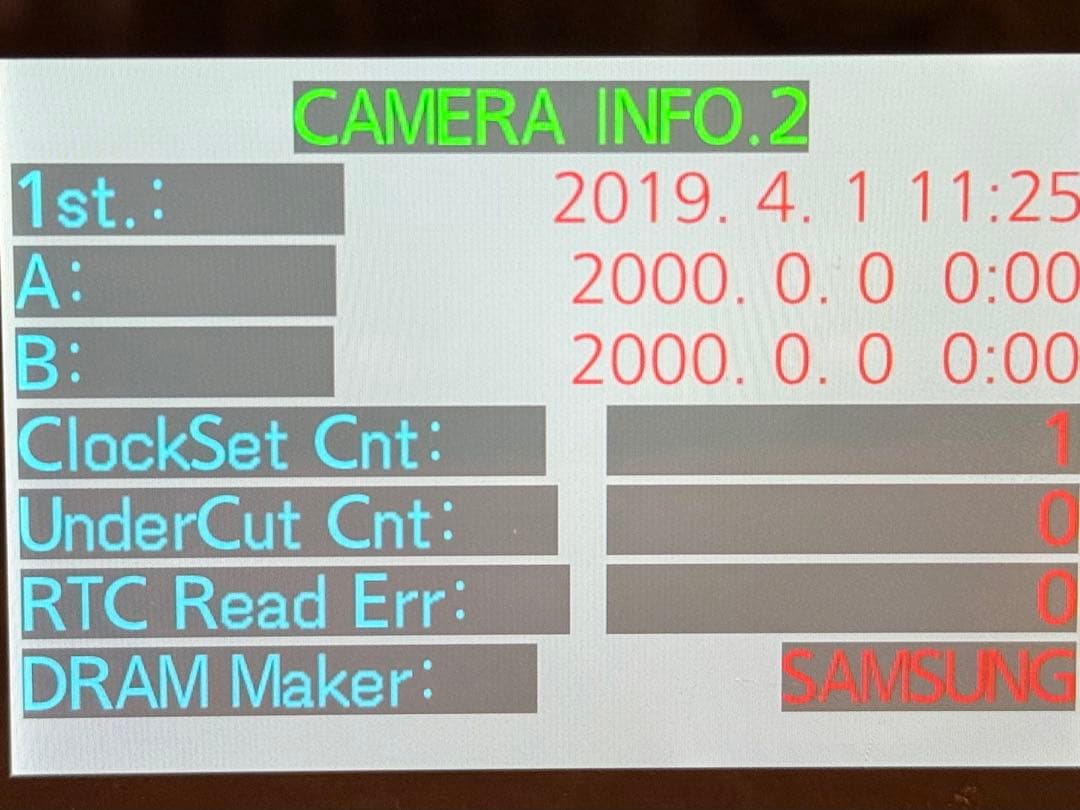 CAMERA INFO.2
1st.: 2019. 4. 1 11:25
A: 2000. 0. 0 0:00
B: 2000. 0. 0 0:00
ClockSet Cnt: 1
UnderCut Cnt: 0
RTC Read Err: 0
DRAM Maker: SAMSUNG